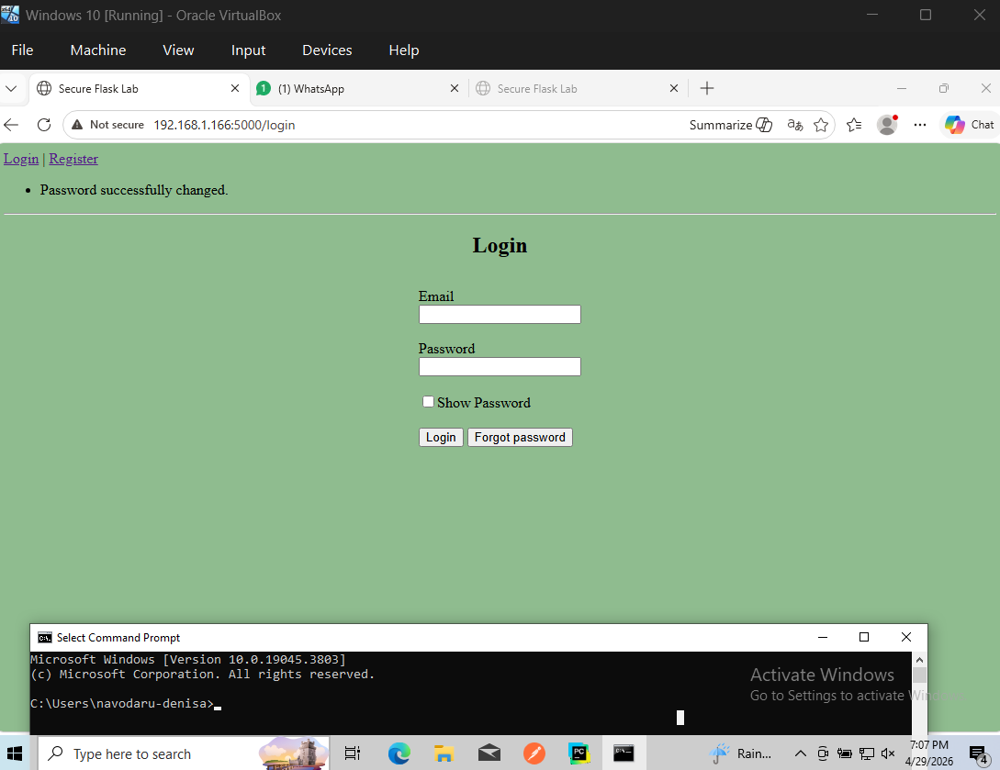 Windows 10 [Running] - Oracle VirtualBox
File Machine View Input Devices Help
Secure Flask Lab
1 (1) WhatsApp
Secure Flask Lab
Not secure 192.168.1.166:5000/login Summarize Chat
Login | Register
Password successfully changed.
Login
Email
Password
Show Password
Login Forgot password
Select Command Prompt
Microsoft Windows [Version 10.0.19045.3803]
(c) Microsoft Corporation. All rights reserved.
C:\Users\navodaru-denisa>
Activate Windows
Go to Settings to activate Windows.
Type here to search
PC
Rain...
7:07 PM
4/29/2026
4